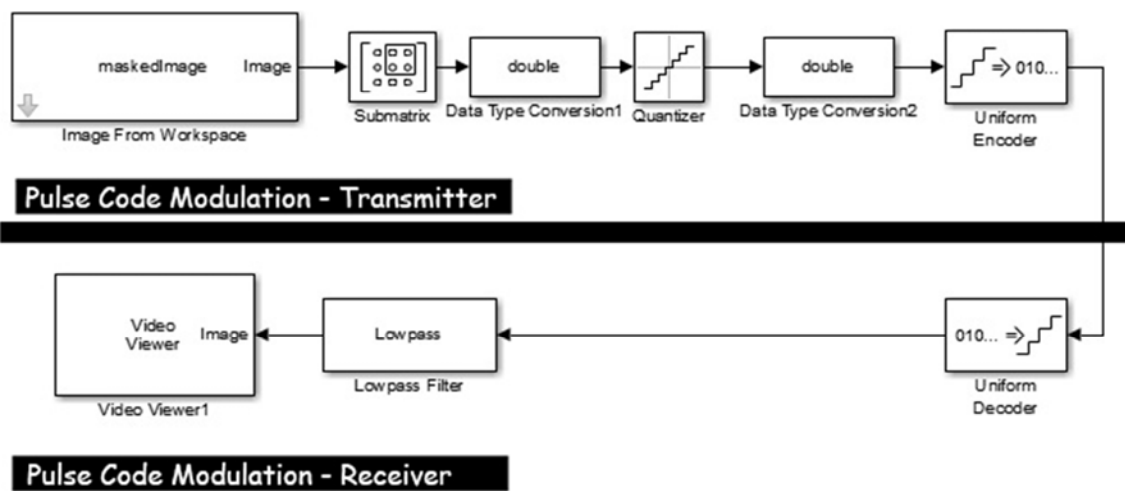 maskedImage Image
Image From Workspace
Submatrix
double
Data Type Conversion1
Quantizer
double
Data Type Conversion2
010...
Uniform
Encoder
Pulse Code Modulation - Transmitter
Video
Viewer
Image
Video Viewer1
Lowpass
Lowpass Filter
010...
Uniform
Decoder
Pulse Code Modulation - Receiver